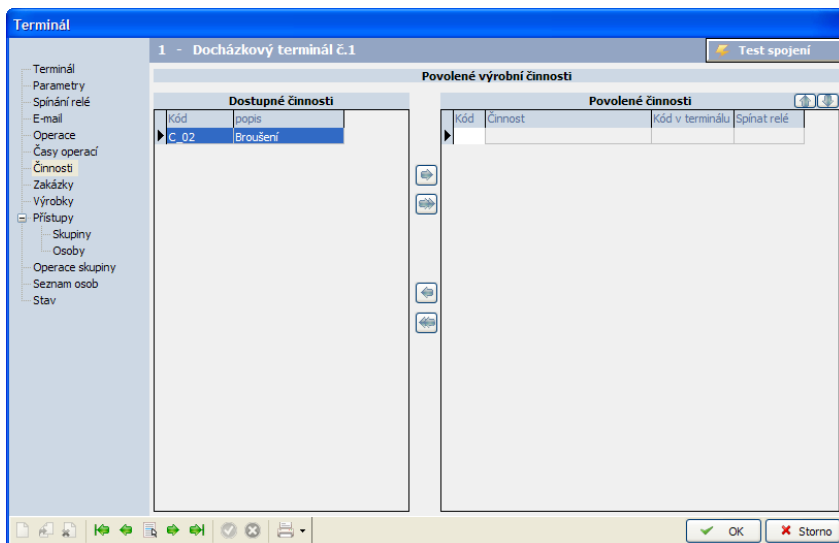 Terminál
1 - Docházkový terminál č.1
Test spojení
Terminál
Parametry
Spínání relé
E-mail
Operace
Časy operací
Činnosti
Zakázky
Výrobky
Přístupy
Skupiny
Osoby
Operace skupiny
Seznam osob
Stav
Povolené výrobní činnosti
Dostupné činnosti
Kód popis
C_02 Broušení
Povolené činnosti
Kód Činnost Kód v terminálu Spínat relé
OK
Storno